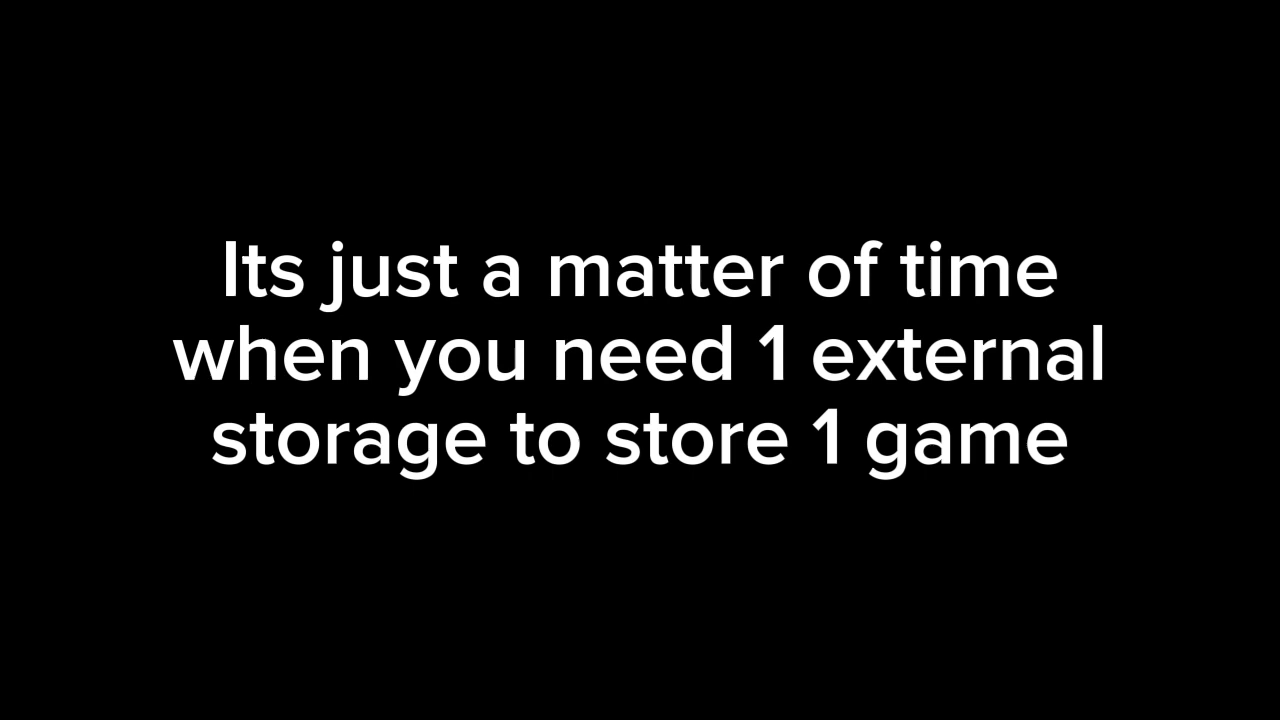 Its just a matter of time
when you need 1 external
storage to store 1 game